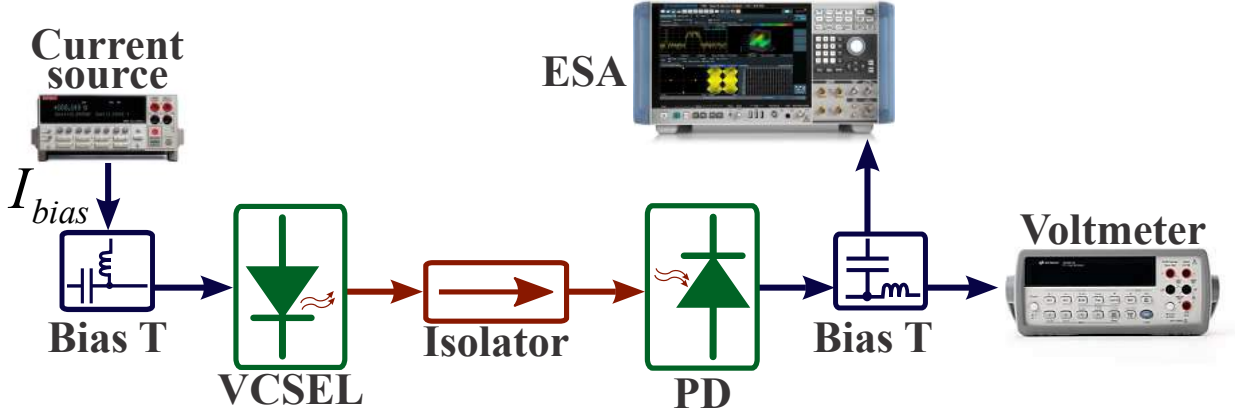 Current
source
ESA
I_bias
Voltmeter
Bias T
Isolator
Bias T
VCSEL
PD